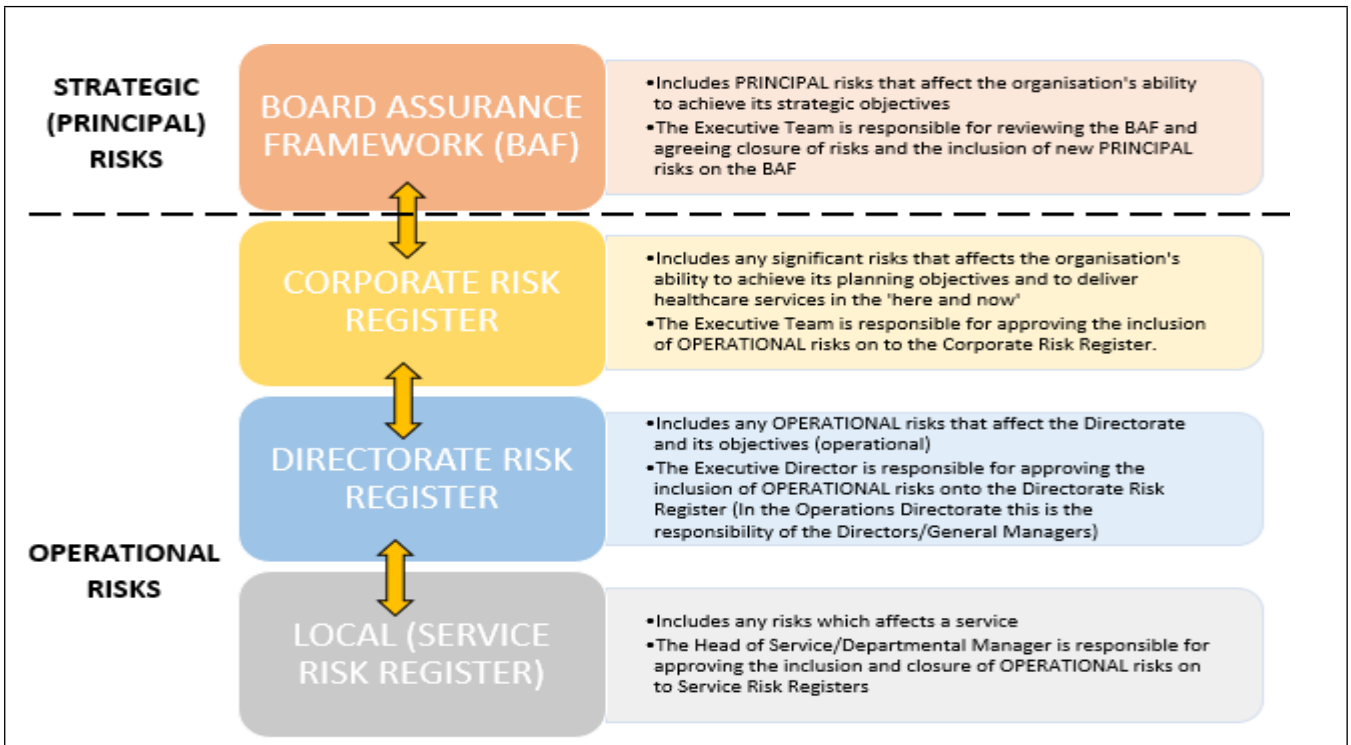 STRATEGIC
(PRINCIPAL)
RISKS
BOARD ASSURANCE
FRAMEWORK (BAF)
•Includes PRINCIPAL risks that affect the organisation's ability
to achieve its strategic objectives
•The Executive Team is responsible for reviewing the BAF and
agreeing closure of risks and the inclusion of new PRINCIPAL
risks on the BAF
CORPORATE RISK
REGISTER
•Includes any significant risks that affects the organisation's
ability to achieve its planning objectives and to deliver
healthcare services in the 'here and now'
•The Executive Team is responsible for approving the inclusion
of OPERATIONAL risks on to the Corporate Risk Register.
OPERATIONAL
RISKS
DIRECTORATE RISK
REGISTER
•Includes any OPERATIONAL risks that affect the Directorate
and its objectives (operational)
•The Executive Director is responsible for approving the
inclusion of OPERATIONAL risks onto the Directorate Risk
Register (In the Operations Directorate this is the
responsibility of the Directors/General Managers)
LOCAL (SERVICE
RISK REGISTER)
•Includes any risks which affects a service
•The Head of Service/Departmental Manager is responsible for
approving the inclusion and closure of OPERATIONAL risks on
to Service Risk Registers